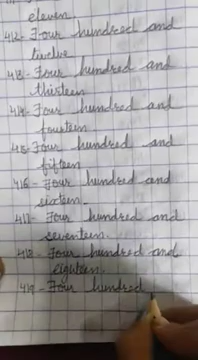 eleven
412- Four hundred and
twelve
413- Four hundred and
thirteen
414- Four hundred and
fourteen
415- Four hundred and
fifteen
416- Four hundred and
sixteen.
417- Four hundred and
seventeen.
418- Four hundred and
eighteen.
419- Four hundred